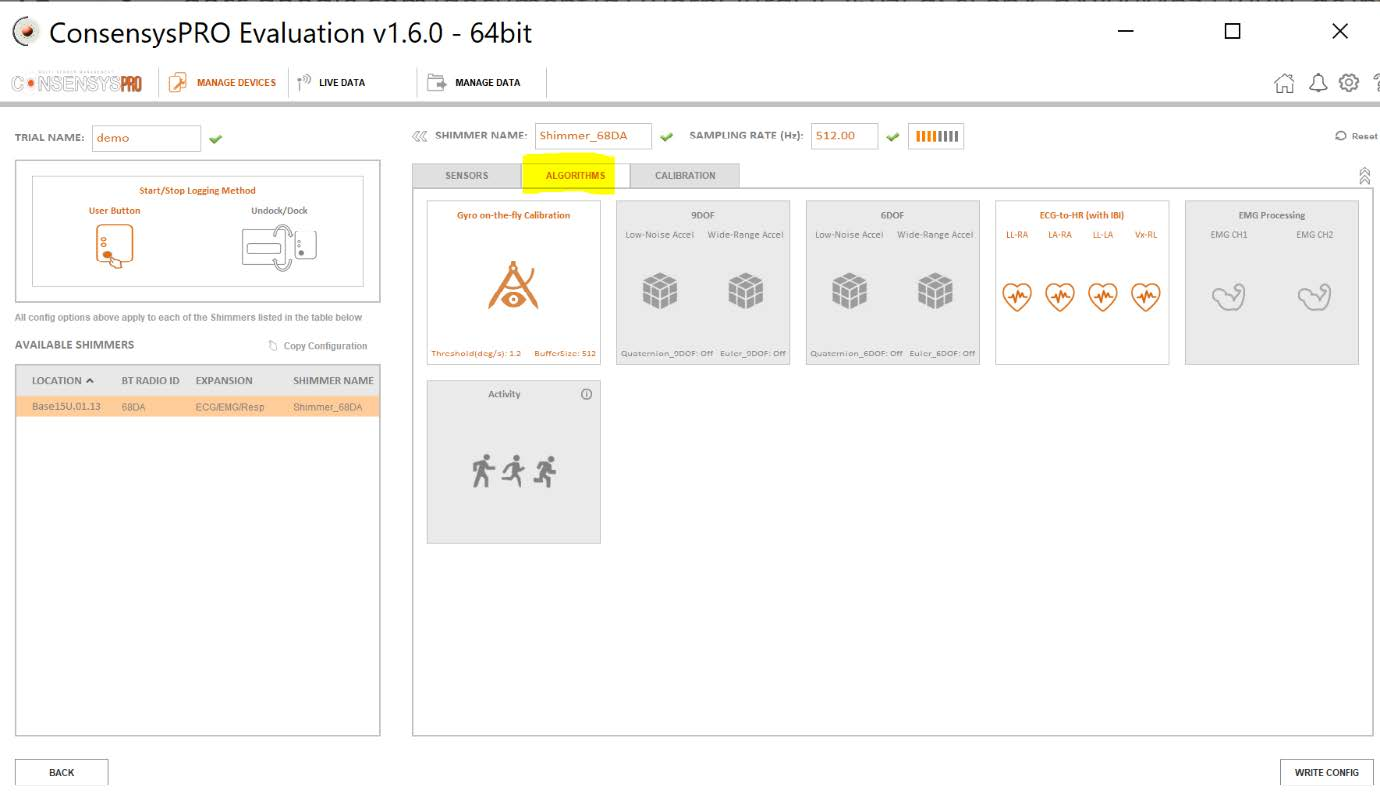 ConsensysPRO Evaluation v1.6.0 - 64bit
CONSENSYSPRO
MANAGE DEVICES
LIVE DATA
MANAGE DATA
TRIAL NAME: demo
SHIMMER NAME: Shimmer_68DA SAMPLING RATE (Hz): 512.00
Reset
Start/Stop Logging Method
User Button Undock/Dock
All config options above apply to each of the Shimmers listed in the table below
AVAILABLE SHIMMERS Copy Configuration
LOCATION BT RADIO ID EXPANSION SHIMMER NAME
Base15U.01.13 68DA ECG/EMG/Resp Shimmer_68DA
SENSORS ALGORITHMS CALIBRATION
Gyro on-the-fly Calibration
Threshold(deg/s): 1.2 BufferSize: 512
9DOF
Low-Noise Accel Wide-Range Accel
Quaternion_9DOF: Off Euler_9DOF: Off
6DOF
Low-Noise Accel Wide-Range Accel
Quaternion_6DOF: Off Euler_6DOF: Off
ECG-to-HR (with IBI)
LL-RA LA-RA LL-LA Vx-RL
EMG Processing
EMG CH1 EMG CH2
Activity
BACK
WRITE CONFIG